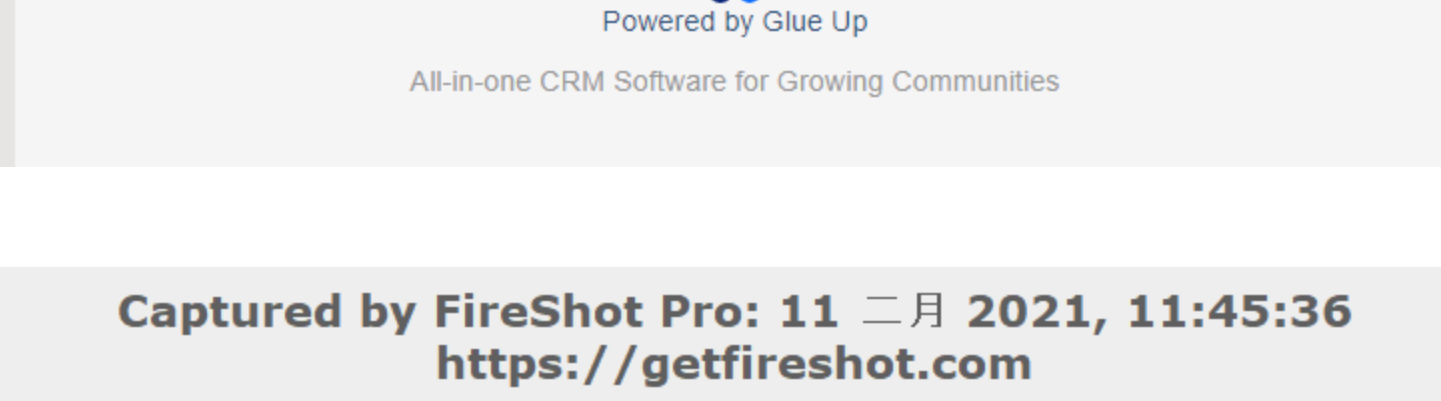 Powered by Glue Up
All-in-one CRM Software for Growing Communities
Captured by FireShot Pro: 11 二月 2021, 11:45:36
https://getfireshot.com